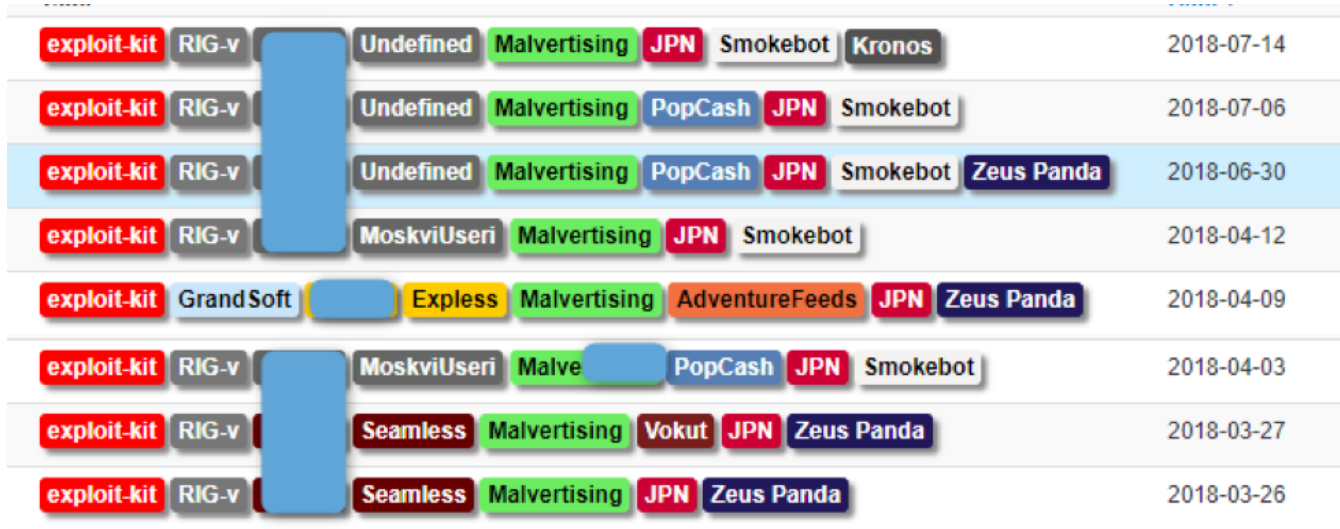 exploit-kit RIG-v Undefined Malvertising JPN Smokebot Kronos 2018-07-14
exploit-kit RIG-v Undefined Malvertising PopCash JPN Smokebot 2018-07-06
exploit-kit RIG-v Undefined Malvertising PopCash JPN Smokebot Zeus Panda 2018-06-30
exploit-kit RIG-v MoskviUseri Malvertising JPN Smokebot 2018-04-12
exploit-kit GrandSoft Expless Malvertising AdventureFeeds JPN Zeus Panda 2018-04-09
exploit-kit RIG-v MoskviUseri Malve PopCash JPN Smokebot 2018-04-03
exploit-kit RIG-v Seamless Malvertising Vokut JPN Zeus Panda 2018-03-27
exploit-kit RIG-v Seamless Malvertising JPN Zeus Panda 2018-03-26